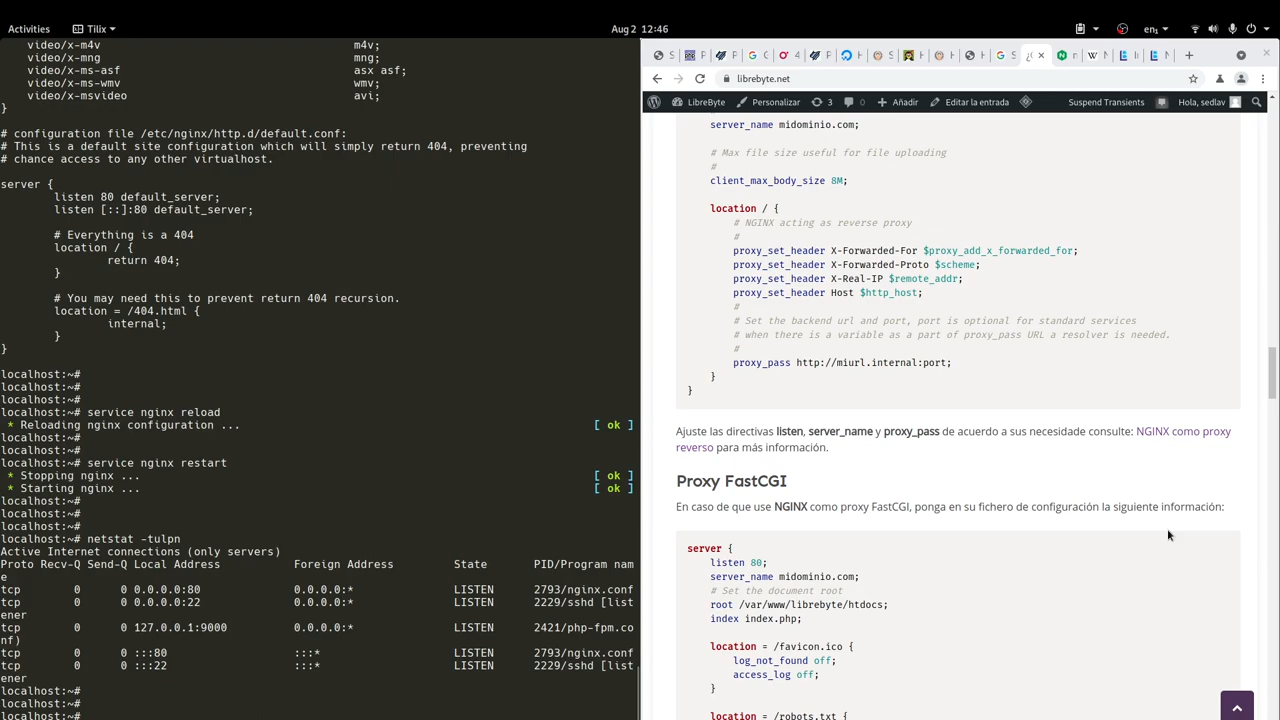 Activities
Tilix
Aug 2 12:46
en₁
video/x-m4v m4v;
video/x-mng mng;
video/x-ms-asf asx asf;
video/x-ms-wmv wmv;
video/x-msvideo avi;
}
# configuration file /etc/nginx/http.d/default.conf:
# This is a default site configuration which will simply return 404, preventing
# chance access to any other virtualhost.
server {
listen 80 default_server;
listen [::]:80 default_server;
# Everything is a 404
location / {
return 404;
}
# You may need this to prevent return 404 recursion.
location = /404.html {
internal;
}
}
localhost:~#
localhost:~#
localhost:~#
localhost:~# service nginx reload
* Reloading nginx configuration ... [ ok ]
localhost:~#
localhost:~#
localhost:~#
localhost:~# service nginx restart
* Stopping nginx ... [ ok ]
* Starting nginx ... [ ok ]
localhost:~#
localhost:~#
localhost:~#
localhost:~# netstat -tulpn
Active Internet connections (only servers)
Proto Recv-Q Send-Q Local Address Foreign Address State PID/Program nam
e
tcp 0 0 0.0.0.0:80 0.0.0.0:* LISTEN 2793/nginx.conf
tcp 0 0 0.0.0.0:22 0.0.0.0:* LISTEN 2229/sshd [list
ener
tcp 0 0 127.0.0.1:9000 0.0.0.0:* LISTEN 2421/php-fpm.co
nf)
tcp 0 0 :::80 :::* LISTEN 2793/nginx.conf
tcp 0 0 :::22 :::* LISTEN 2229/sshd [list
ener
localhost:~#
localhost:~#
localhost:~#
librebyte.net
LibreByte Personalizar 3 0 Añadir Editar la entrada Suspend Transients Hola, sedlav
server_name midominio.com;
# Max file size useful for file uploading
#
client_max_body_size 8M;
location / {
# NGINX acting as reverse proxy
#
proxy_set_header X-Forwarded-For $proxy_add_x_forwarded_for;
proxy_set_header X-Forwarded-Proto $scheme;
proxy_set_header X-Real-IP $remote_addr;
proxy_set_header Host $http_host;
#
# Set the backend url and port, port is optional for standard services
# when there is a variable as a part of proxy_pass URL a resolver is needed.
#
proxy_pass http://miurl.internal:port;
}
}
Ajuste las directivas listen, server_name y proxy_pass de acuerdo a sus necesidade consulte: NGINX como proxy
reverso para más información.
Proxy FastCGI
En caso de que use NGINX como proxy FastCGI, ponga en su fichero de configuración la siguiente información:
server {
listen 80;
server_name midominio.com;
# Set the document root
root /var/www/librebyte/htdocs;
index index.php;
location = /favicon.ico {
log_not_found off;
access_log off;
}
location = /robots.txt {